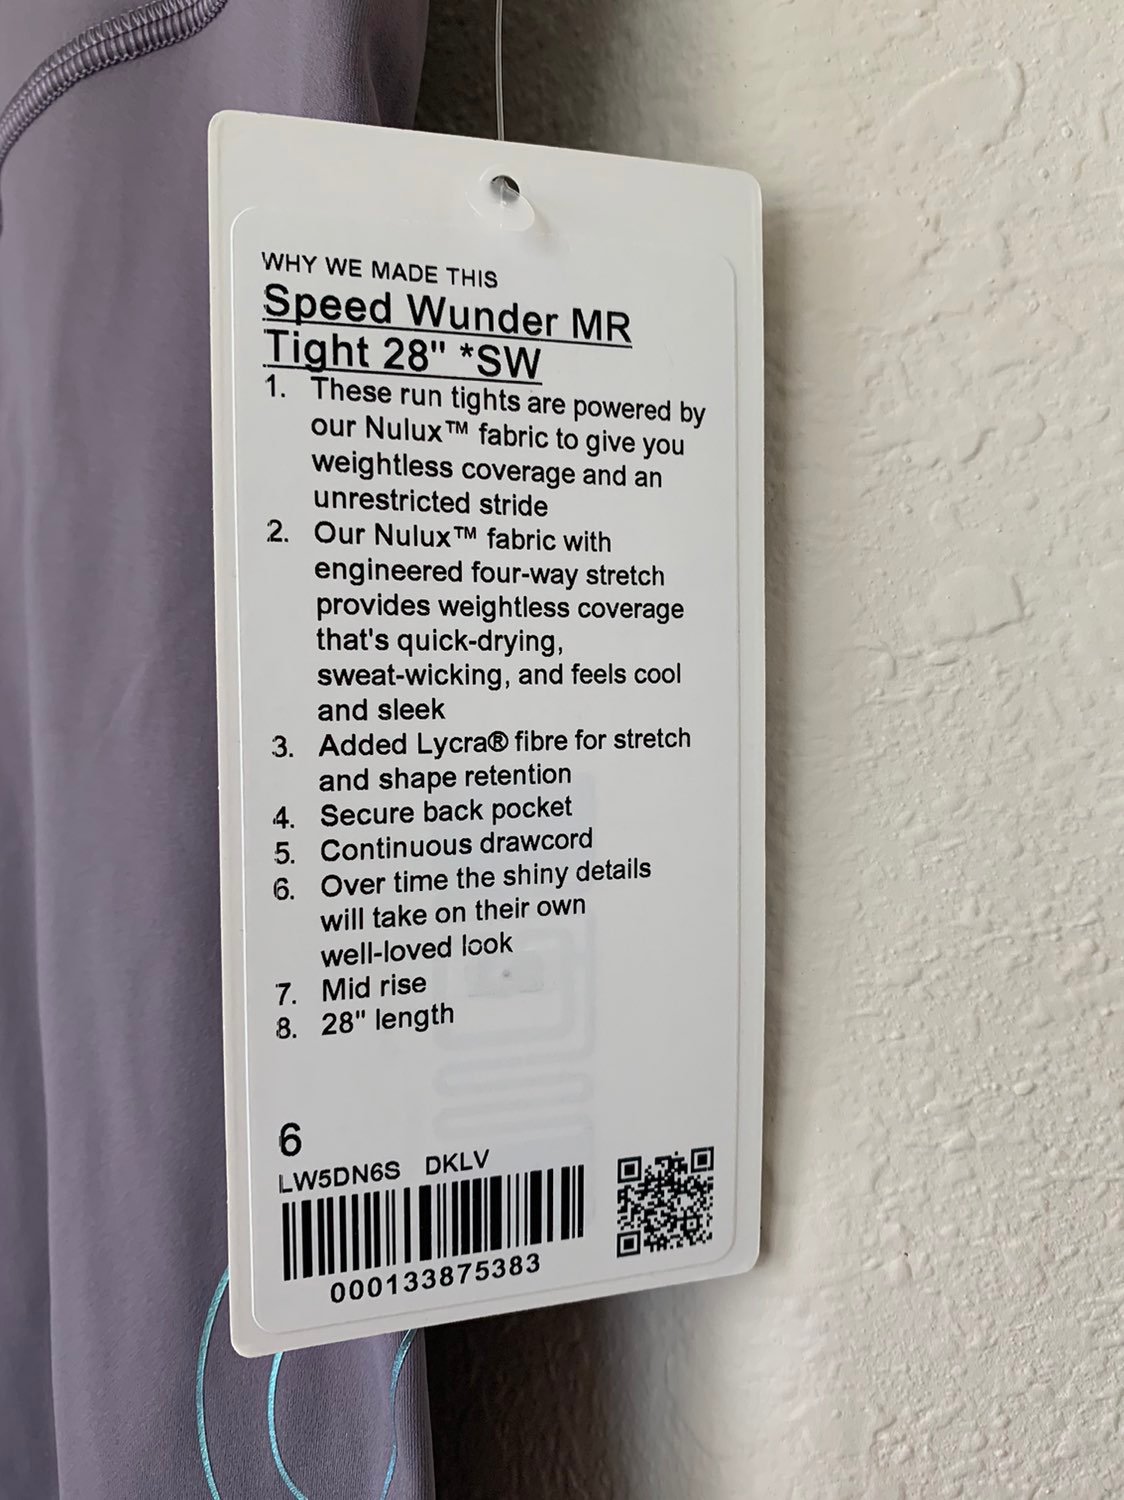 WHY WE MADE THIS
Speed Wunder MR
Tight 28" *SW
1. These run tights are powered by
our Nulux™ fabric to give you
weightless coverage and an
unrestricted stride
2. Our Nulux™ fabric with
engineered four-way stretch
provides weightless coverage
that's quick-drying,
sweat-wicking, and feels cool
and sleek
3. Added Lycra® fibre for stretch
and shape retention
4. Secure back pocket
5. Continuous drawcord
6. Over time the shiny details
will take on their own
well-loved look
7. Mid rise
8. 28" length
6
LW5DN6S DKLV
000133875383